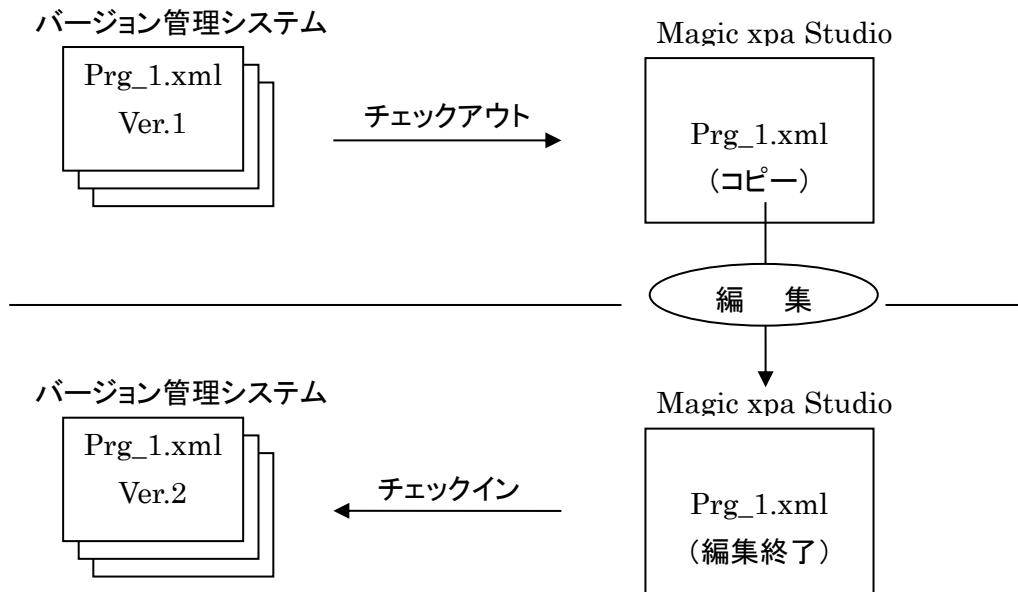 バージョン管理システム
Prg_1.xml
Ver.1
チェックアウト
Magic xpa Studio
Prg_1.xml
（コピー）
編　集
バージョン管理システム
Prg_1.xml
Ver.2
チェックイン
Magic xpa Studio
Prg_1.xml
（編集終了）